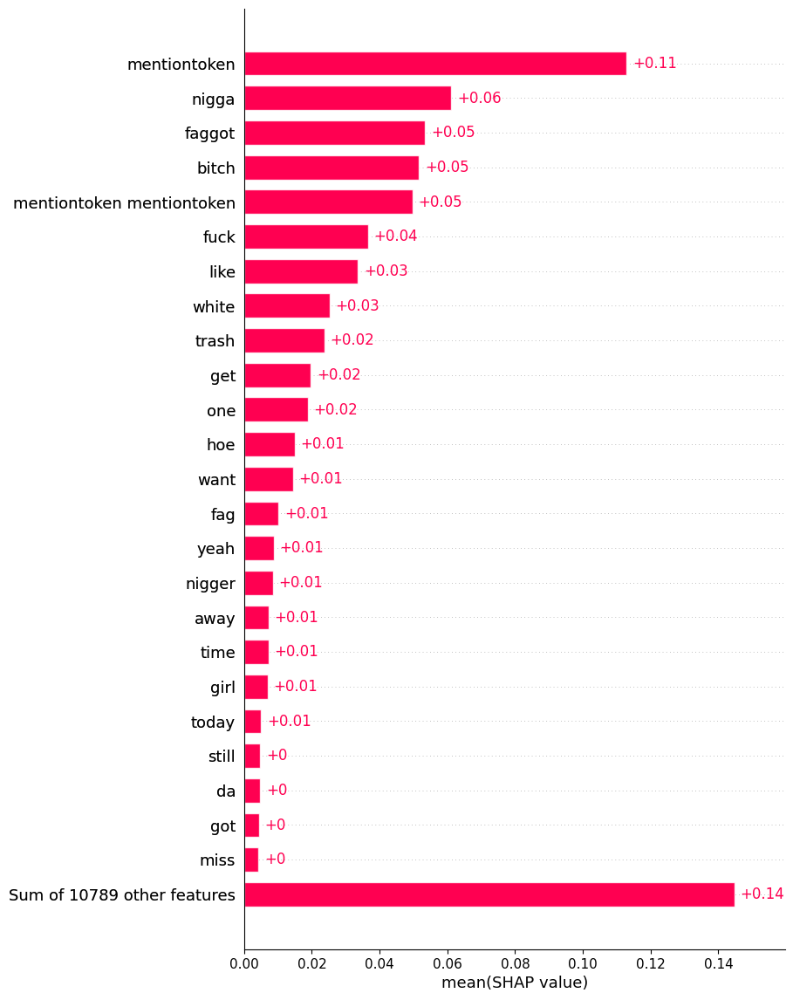 mentiontoken +0.11
nigga +0.06
faggot +0.05
bitch +0.05
mentiontoken mentiontoken +0.05
fuck +0.04
like +0.03
white +0.03
trash +0.02
get +0.02
one +0.02
hoe +0.01
want +0.01
fag +0.01
yeah +0.01
nigger +0.01
away +0.01
time +0.01
girl +0.01
today +0.01
still +0
da +0
got +0
miss +0
Sum of 10789 other features +0.14
0.00 0.02 0.04 0.06 0.08 0.10 0.12 0.14
mean(SHAP value)